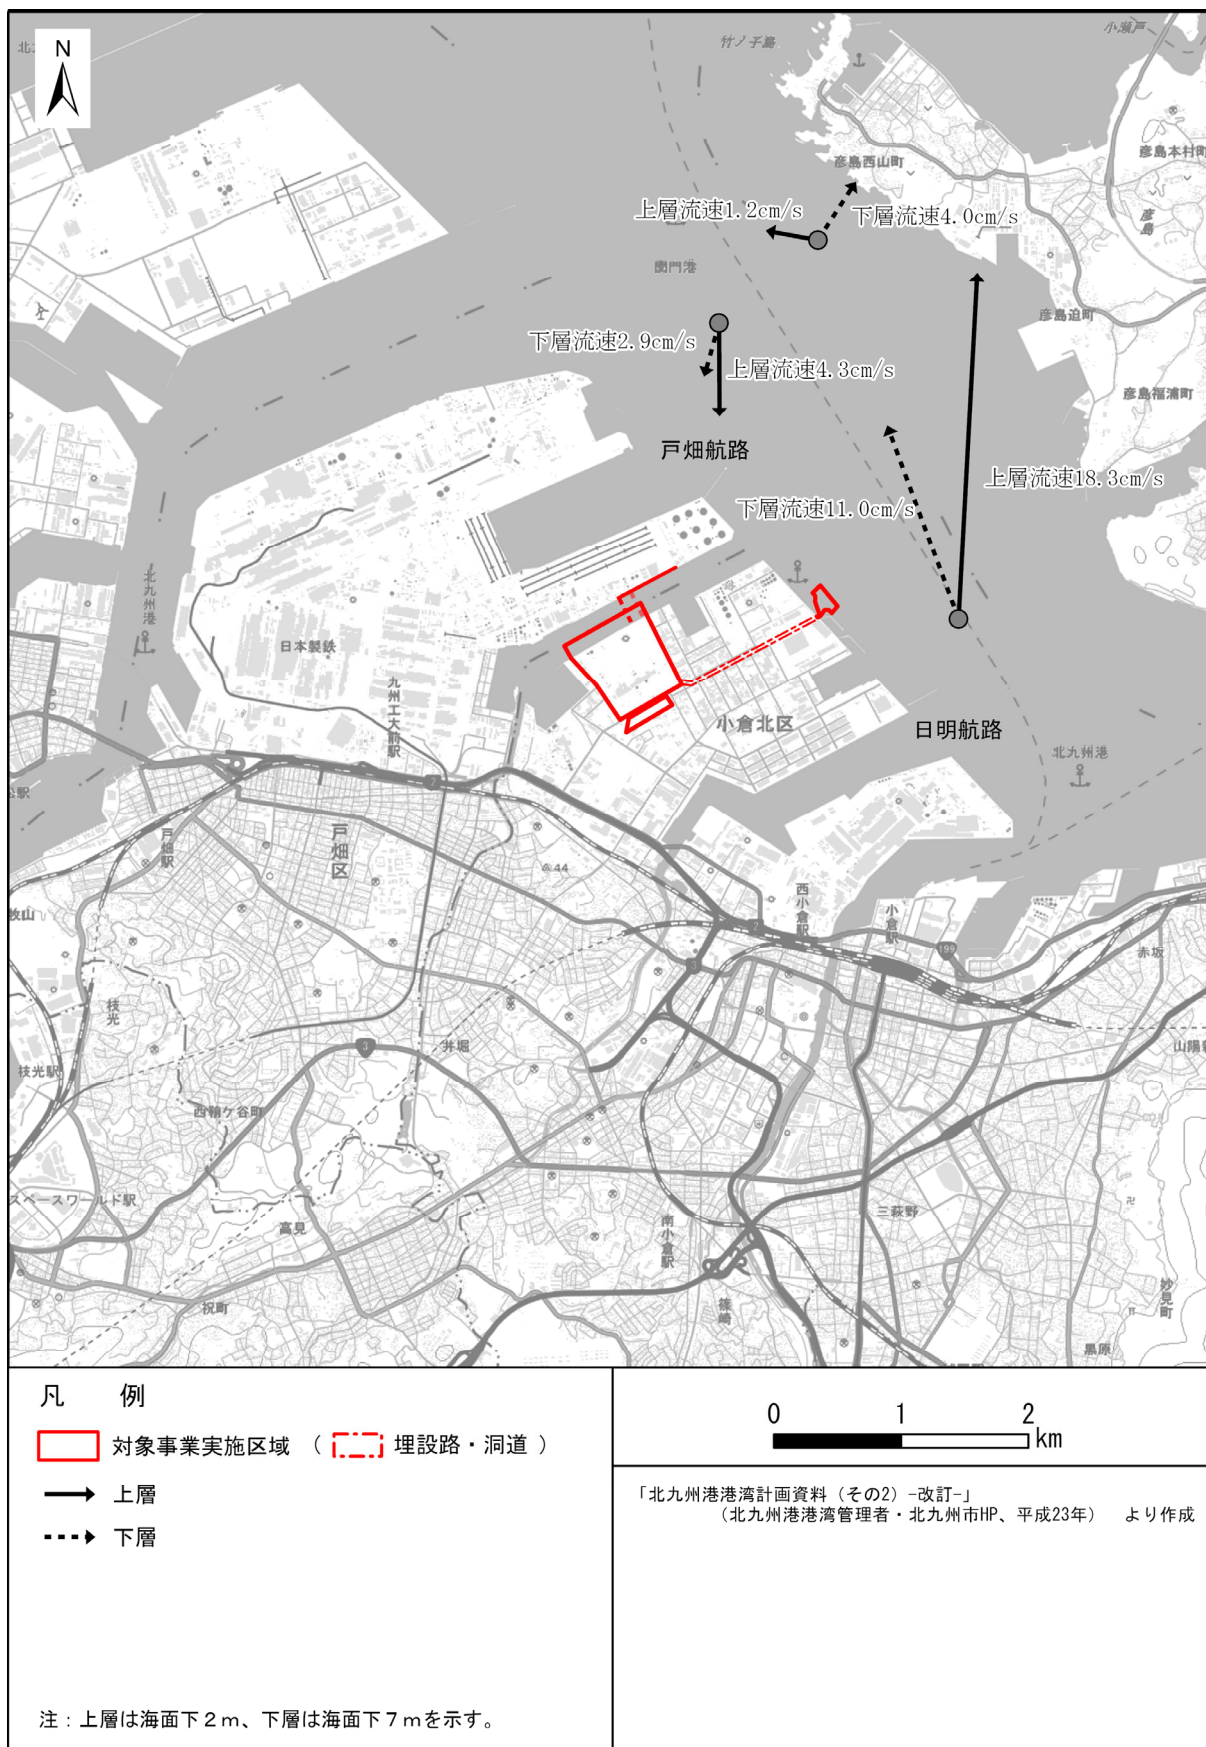 N
竹ノ子島
小瀬戸
彦島西山町
彦島本村町
彦島
上層流速1.2cm/s
下層流速4.0cm/s
関門港
彦島迫町
下層流速2.9cm/s
上層流速4.3cm/s
彦島福浦町
戸畑航路
上層流速18.3cm/s
下層流速11.0cm/s
北九州港
日本製鉄
九州工大前駅
小倉北区
日明航路
北九州港
戸畑駅
戸畑区
44
西小倉駅
小倉駅
199
牧山
赤坂
枝光
枝光駅
3
井堀
山陽新
西鞘ケ谷町
スペースワールド駅
高見
三萩野
南小倉駅
祝町
篠崎
妙見町
黒原
凡　例
対象事業実施区域 （ 埋設路・洞道 ）
上層
下層
注：上層は海面下２ｍ、下層は海面下７ｍを示す。
0 1 2
km
「北九州港港湾計画資料（その2）-改訂-」
（北九州港港湾管理者・北九州市HP、平成23年）　より作成